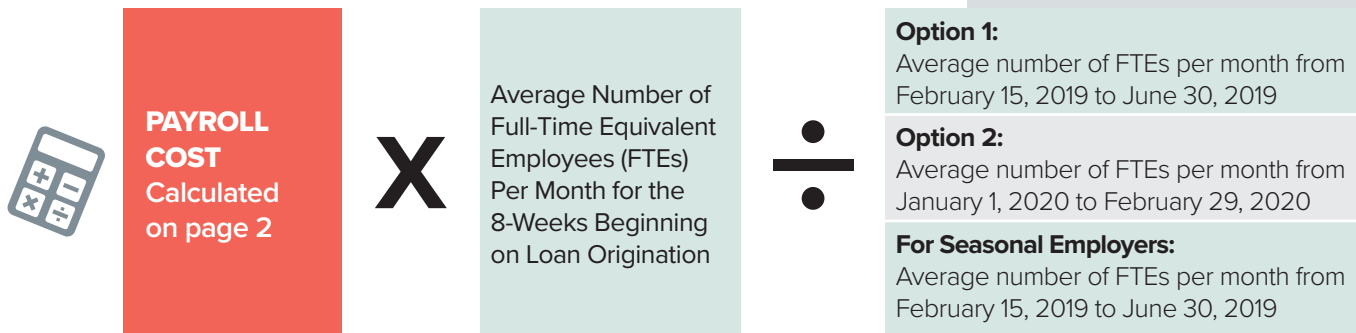 PAYROLL
COST
Calculated
on page 2
X
Average Number of
Full-Time Equivalent
Employees (FTEs)
Per Month for the
8-Weeks Beginning
on Loan Origination
÷
Option 1:
Average number of FTEs per month from
February 15, 2019 to June 30, 2019
Option 2:
Average number of FTEs per month from
January 1, 2020 to February 29, 2020
For Seasonal Employers:
Average number of FTEs per month from
February 15, 2019 to June 30, 2019